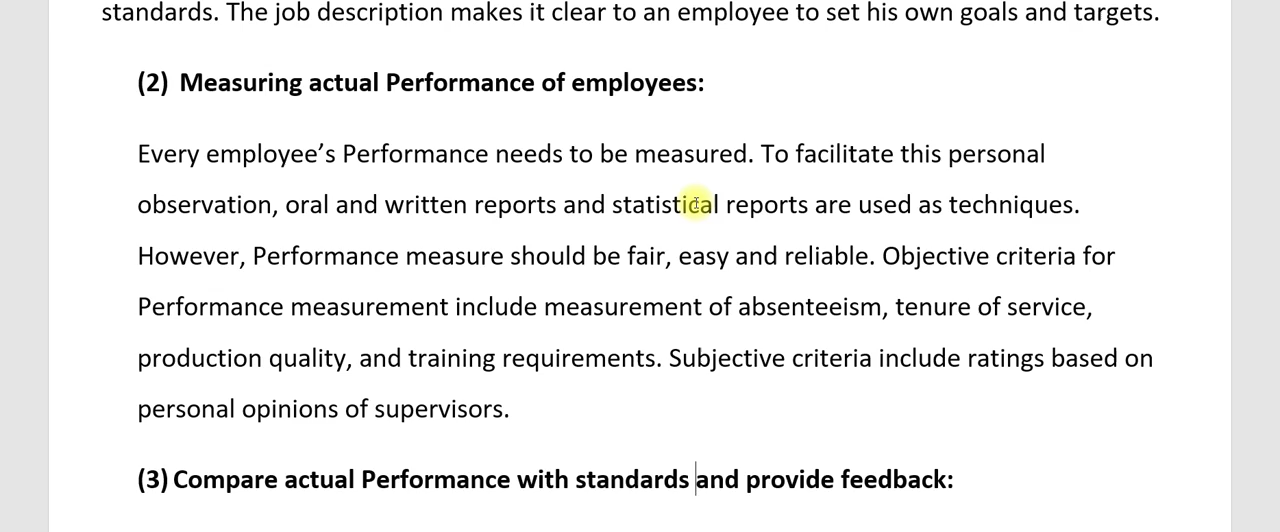 standards. The job description makes it clear to an employee to set his own goals and targets.
(2) Measuring actual Performance of employees:
Every employee’s Performance needs to be measured. To facilitate this personal
observation, oral and written reports and statistical reports are used as techniques.
However, Performance measure should be fair, easy and reliable. Objective criteria for
Performance measurement include measurement of absenteeism, tenure of service,
production quality, and training requirements. Subjective criteria include ratings based on
personal opinions of supervisors.
(3) Compare actual Performance with standards and provide feedback: